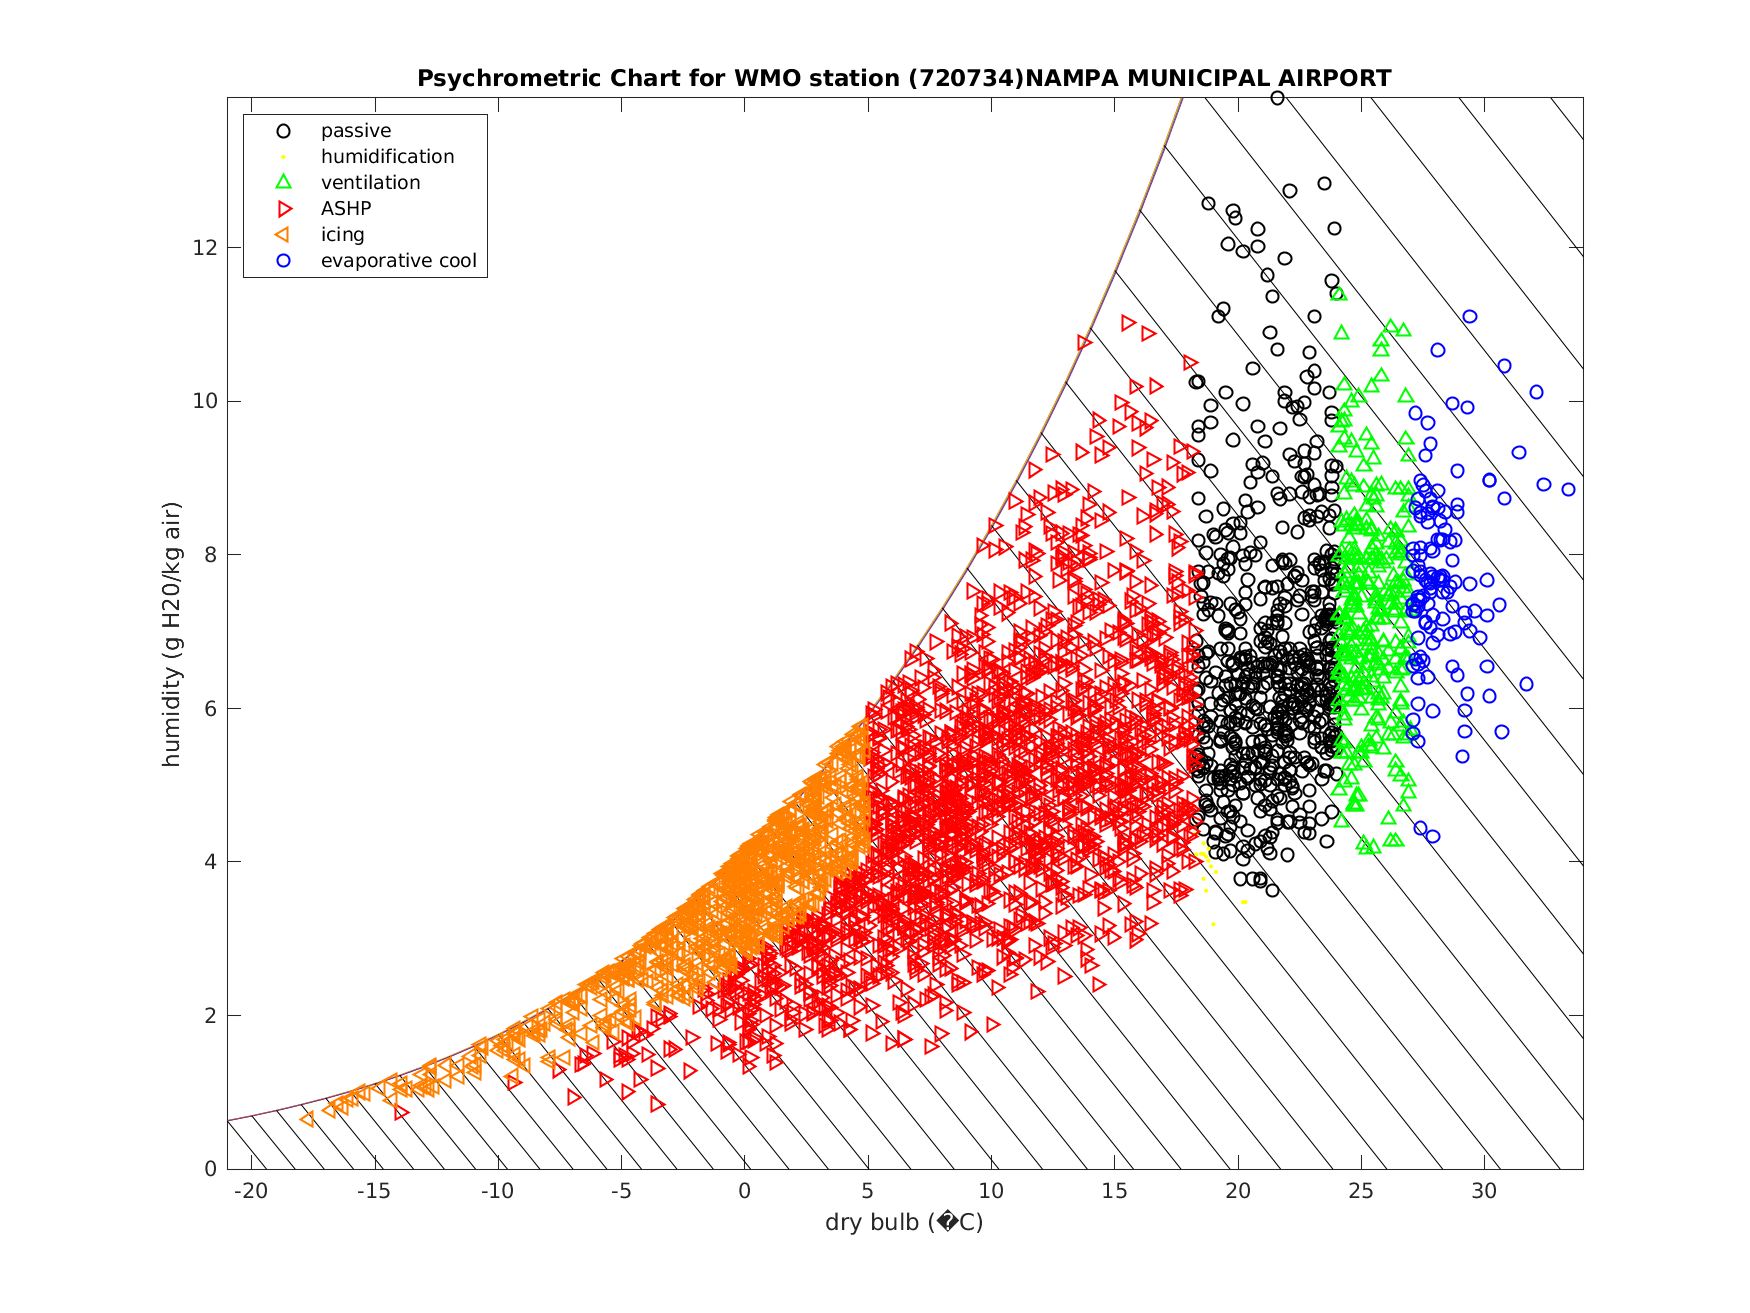 Psychrometric Chart for WMO station (720734)NAMPA MUNICIPAL AIRPORT
passive
humidification
ventilation
ASHP
icing
evaporative cool
humidity (g H20/kg air)
12
10
8
6
4
2
0
-20 -15 -10 -5 0 5 10 15 20 25 30
dry bulb (�C)